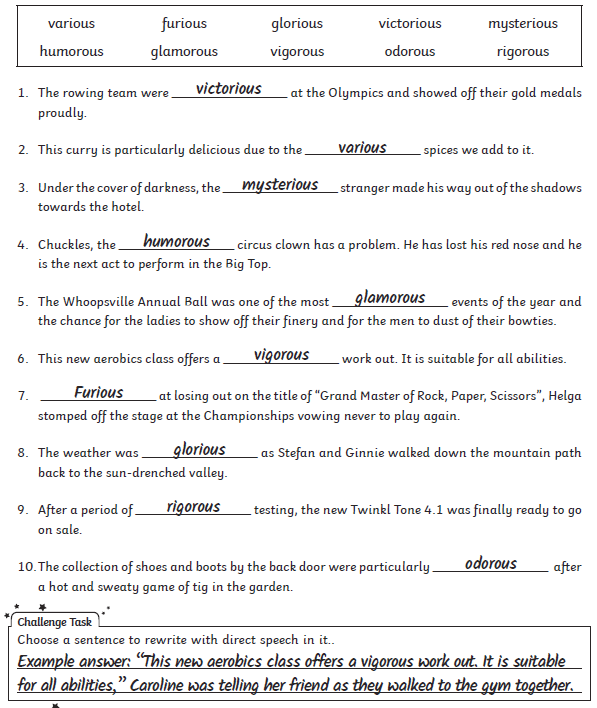 various furious glorious victorious mysterious
humorous glamorous vigorous odorous rigorous
1. The rowing team were victorious at the Olympics and showed off their gold medals
proudly.
2. This curry is particularly delicious due to the various spices we add to it.
3. Under the cover of darkness, the mysterious stranger made his way out of the shadows
towards the hotel.
4. Chuckles, the humorous circus clown has a problem. He has lost his red nose and he
is the next act to perform in the Big Top.
5. The Whoopsville Annual Ball was one of the most glamorous events of the year and
the chance for the ladies to show off their finery and for the men to dust of their bowties.
6. This new aerobics class offers a vigorous work out. It is suitable for all abilities.
7. Furious at losing out on the title of “Grand Master of Rock, Paper, Scissors”, Helga
stomped off the stage at the Championships vowing never to play again.
8. The weather was glorious as Stefan and Ginnie walked down the mountain path
back to the sun-drenched valley.
9. After a period of rigorous testing, the new Twinkl Tone 4.1 was finally ready to go
on sale.
10. The collection of shoes and boots by the back door were particularly odorous after
a hot and sweaty game of tig in the garden.
Challenge Task
Choose a sentence to rewrite with direct speech in it..
Example answer: “This new aerobics class offers a vigorous work out. It is suitable
for all abilities,” Caroline was telling her friend as they walked to the gym together.